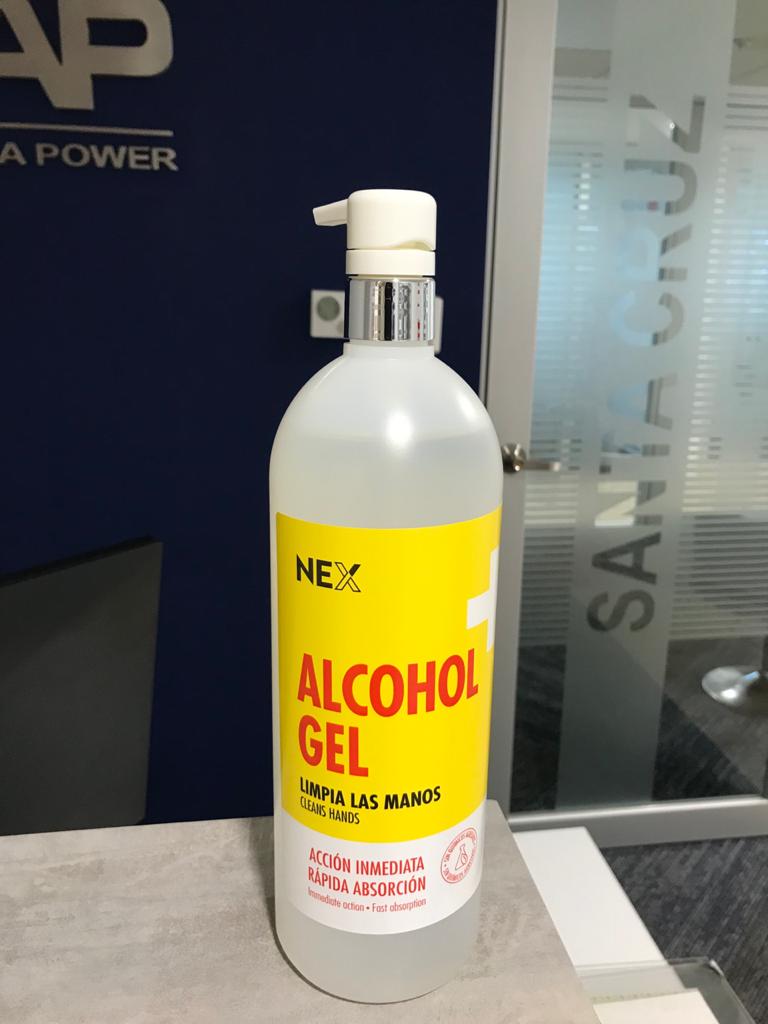 AP
A POWER
SANTA CRUZ
NEX
ALCOHOL
GEL
LIMPIA LAS MANOS
CLEANS HANDS
ACCIÓN INMEDIATA
RÁPIDA ABSORCIÓN
Immediate action • Fast absorption